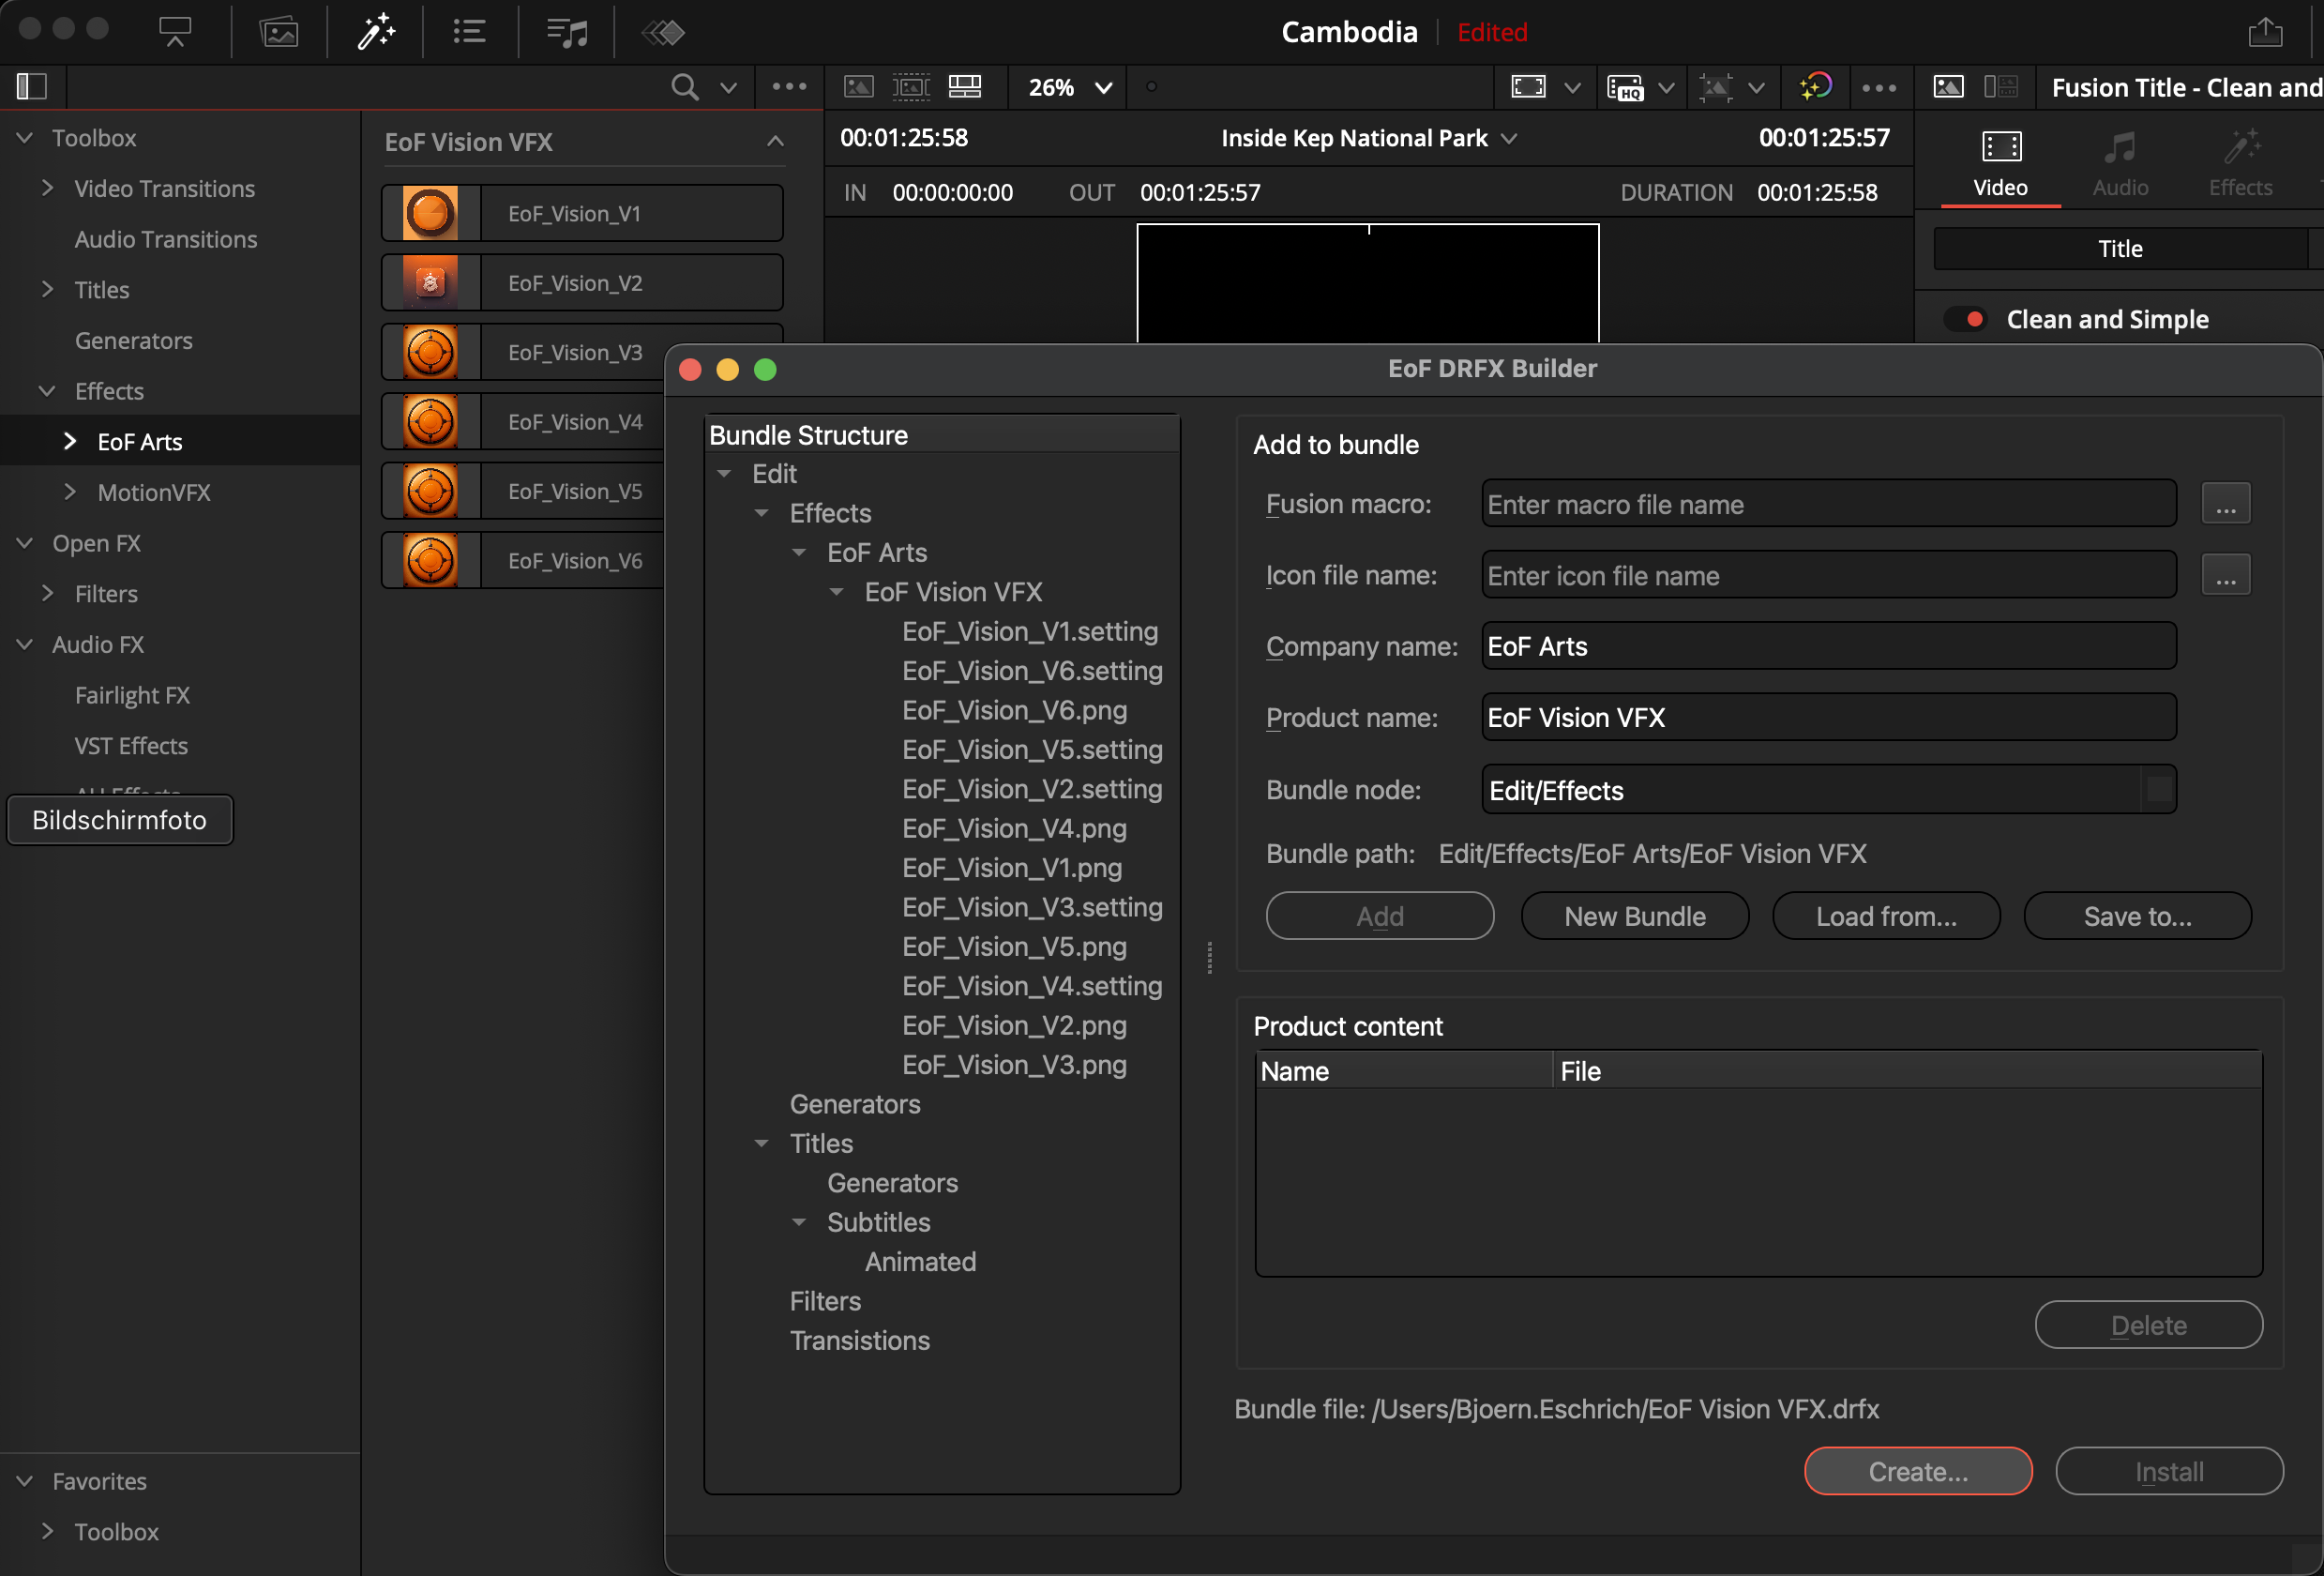 Cambodia
Edited
26%
HQ
Fusion Title - Clean and
Toolbox
Video Transitions
Audio Transitions
Titles
Generators
Effects
EoF Arts
MotionVFX
Open FX
Filters
Audio FX
Fairlight FX
VST Effects
AU Effects
Bildschirmfoto
Favorites
Toolbox
EoF Vision VFX
EoF_Vision_V1
EoF_Vision_V2
EoF_Vision_V3
EoF_Vision_V4
EoF_Vision_V5
EoF_Vision_V6
00:01:25:58
Inside Kep National Park
00:01:25:57
IN 00:00:00:00 OUT 00:01:25:57 DURATION 00:01:25:58
Video
Audio
Effects
Title
Clean and Simple
EoF DRFX Builder
Bundle Structure
Edit
Effects
EoF Arts
EoF Vision VFX
EoF_Vision_V1.setting
EoF_Vision_V6.setting
EoF_Vision_V6.png
EoF_Vision_V5.setting
EoF_Vision_V2.setting
EoF_Vision_V4.png
EoF_Vision_V1.png
EoF_Vision_V3.setting
EoF_Vision_V5.png
EoF_Vision_V4.setting
EoF_Vision_V2.png
EoF_Vision_V3.png
Generators
Titles
Generators
Subtitles
Animated
Filters
Transistions
Add to bundle
Fusion macro: Enter macro file name ...
Icon file name: Enter icon file name ...
Company name: EoF Arts
Product name: EoF Vision VFX
Bundle node: Edit/Effects
Bundle path: Edit/Effects/EoF Arts/EoF Vision VFX
Add
New Bundle
Load from...
Save to...
Product content
Name File
Delete
Bundle file: /Users/Bjoern.Eschrich/EoF Vision VFX.drfx
Create...
Install